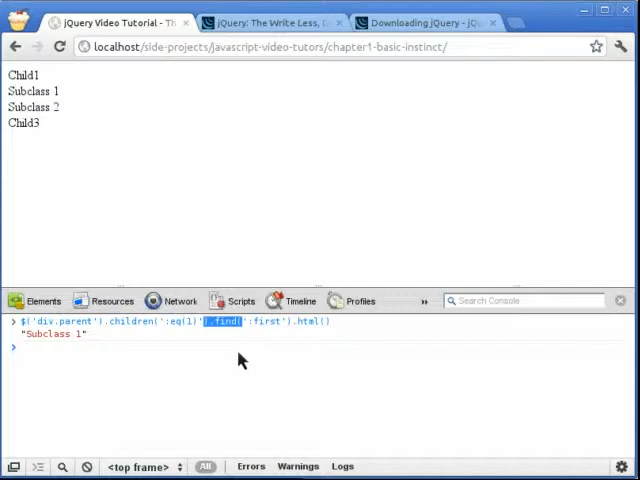 jQuery Video Tutorial - Th
jQuery: The Write Less, D
Downloading jQuery - jQu
localhost/side-projects/javascript-video-tutors/chapter1-basic-instinct/
Child1
Subclass 1
Subclass 2
Child3
Elements Resources Network Scripts Timeline Profiles » Search Console
> $('div.parent').children(':eq(1)').find(':first').html()
"Subclass 1"
>
<top frame> All Errors Warnings Logs